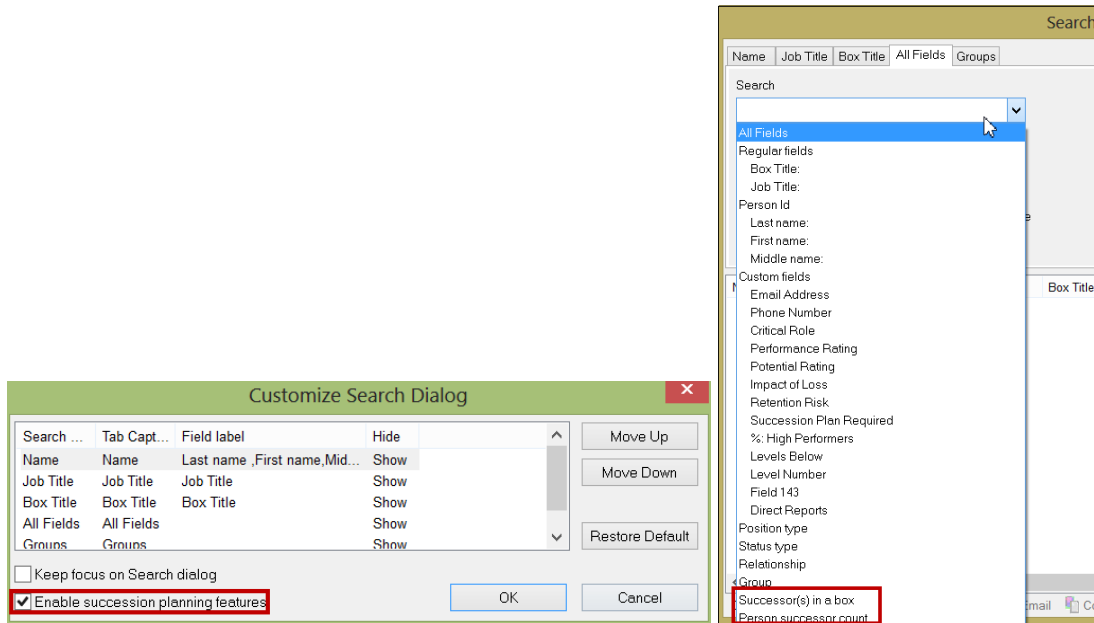 Customize Search Dialog
Search ... Tab Capt... Field label Hide
Name Name Last name ,First name,Mid... Show
Job Title Job Title Job Title Show
Box Title Box Title Box Title Show
All Fields All Fields Show
Groups Groups Show
Move Up
Move Down
Restore Default
Keep focus on Search dialog
Enable succession planning features
OK
Cancel
Search
Name Job Title Box Title All Fields Groups
Search
All Fields
Regular fields
Box Title:
Job Title:
Person Id
Last name:
First name:
Middle name:
Custom fields
Email Address
Phone Number
Critical Role
Performance Rating
Potential Rating
Impact of Loss
Retention Risk
Succession Plan Required
%: High Performers
Levels Below
Level Number
Field 143
Direct Reports
Position type
Status type
Relationship
Group
Successor(s) in a box
Person successor count
Box Title